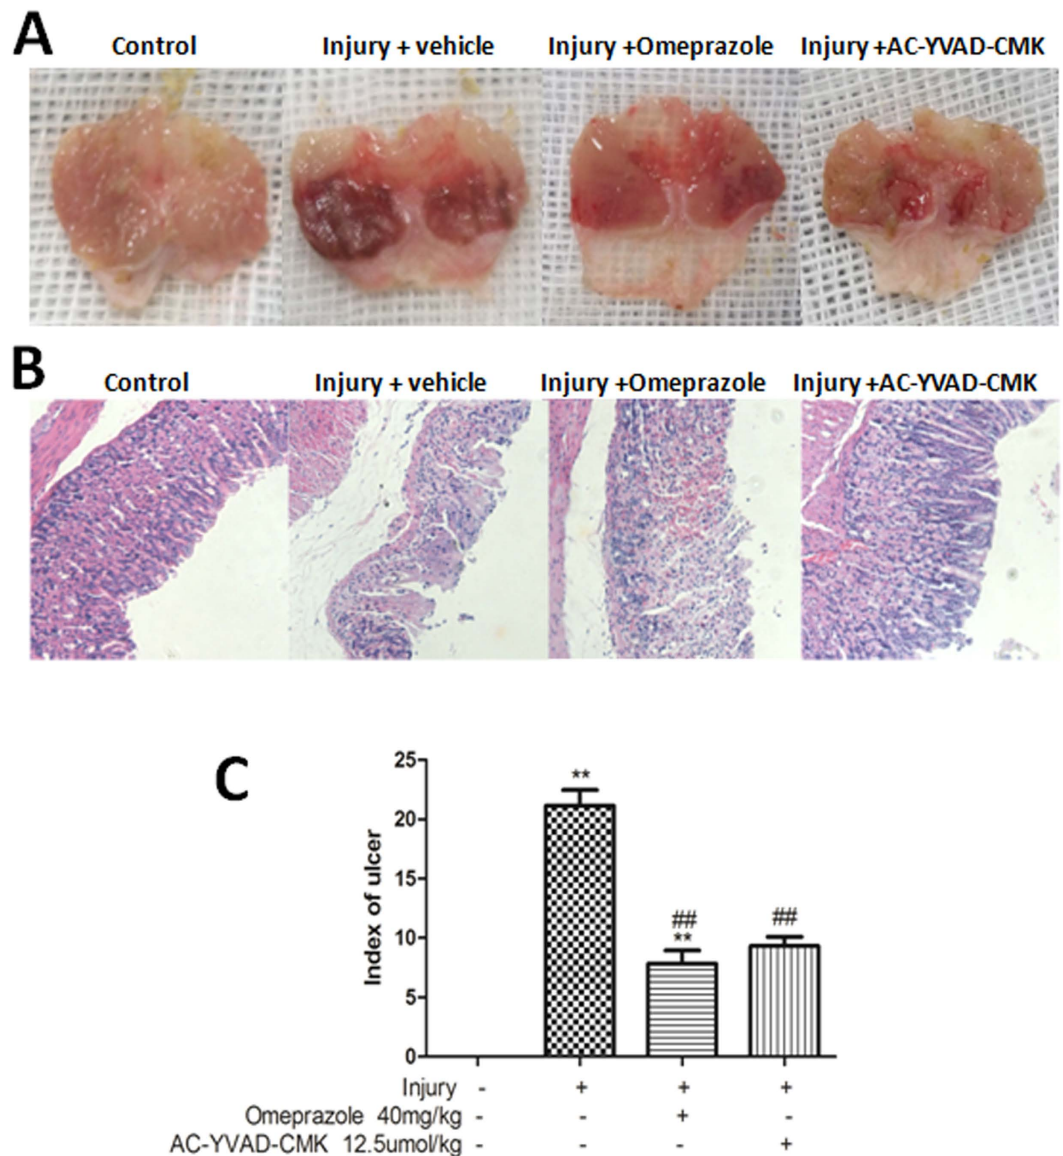 A
Control Injury + vehicle Injury +Omeprazole Injury +AC-YVAD-CMK
B
Control Injury + vehicle Injury +Omeprazole Injury +AC-YVAD-CMK
C
25
20
15
10
5
0
Index of ulcer
**
##
**
##
Injury - + + +
Omeprazole 40mg/kg - - + -
AC-YVAD-CMK 12.5umol/kg - - - +